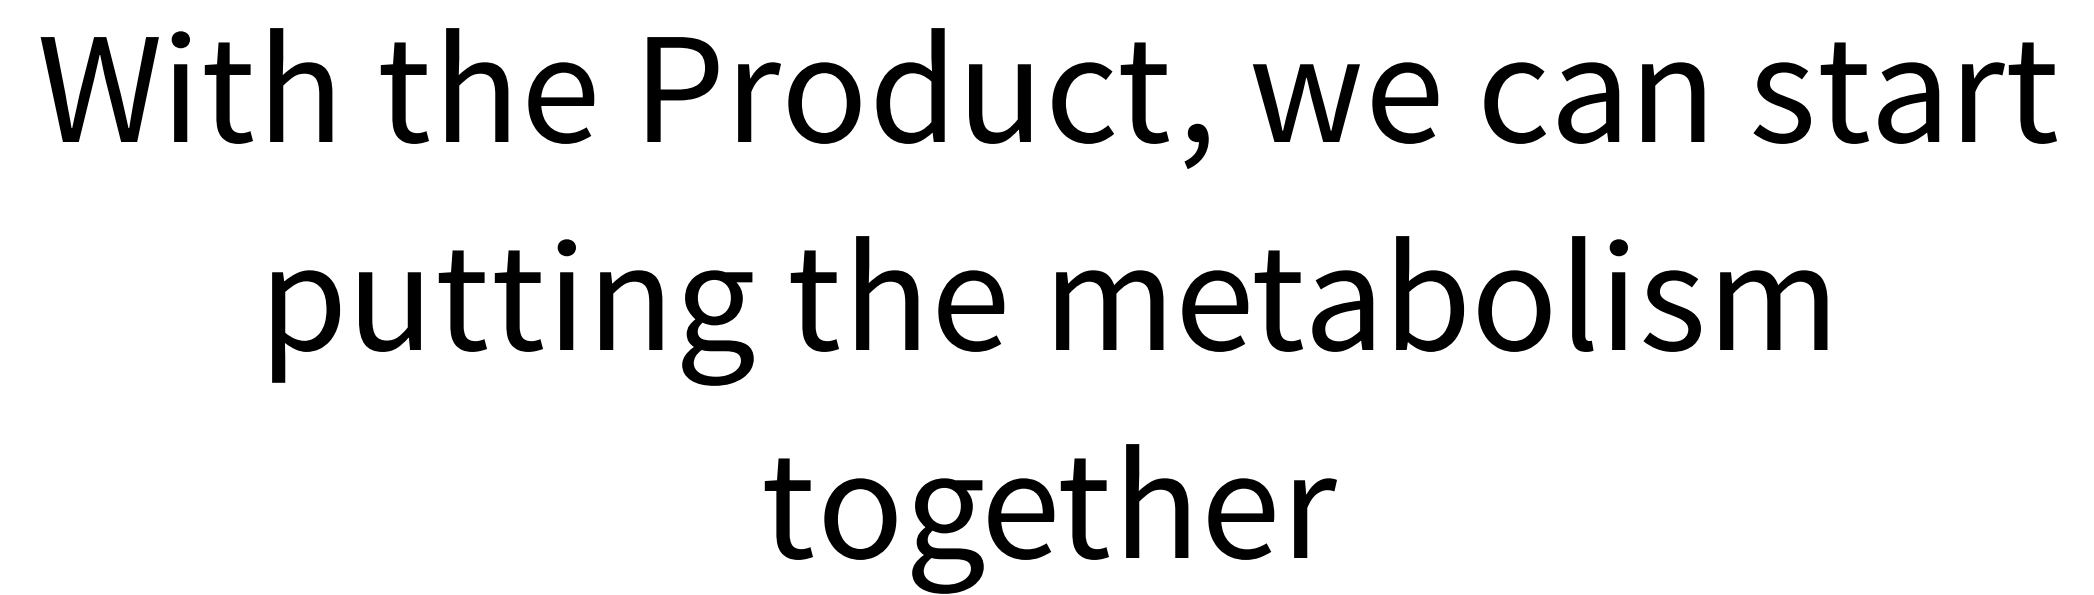 With the Product, we can start
putting the metabolism
together